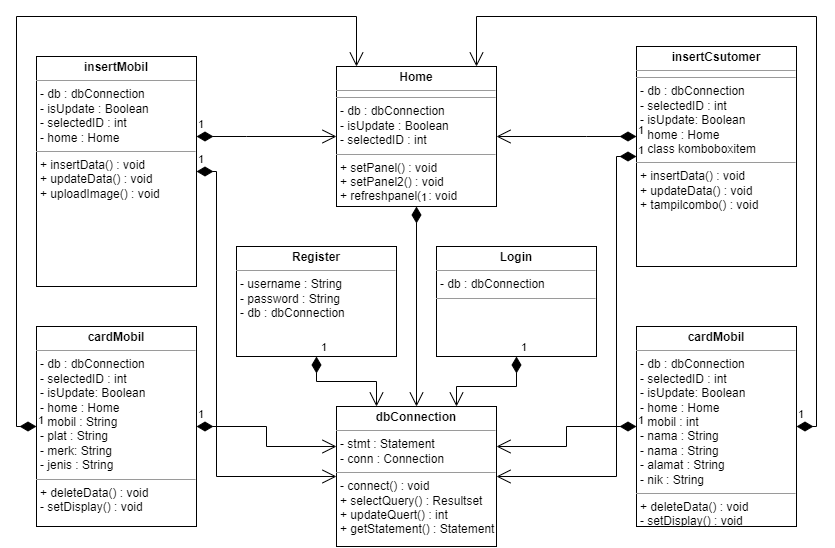 insertMobil
- db : dbConnection
- isUpdate : Boolean
- selectedID : int
- home : Home
+ insertData() : void
+ updateData() : void
+ uploadImage() : void
1
1
Home
- db : dbConnection
- isUpdate : Boolean
- selectedID : int
+ setPanel() : void
+ setPanel2() : void
+ refreshpanel( : void
1
insertCsutomer
- db : dbConnection
- selectedID : int
- isUpdate: Boolean
home : Home
class komboboxitem
+ insertData() : void
+ updateData() : void
+ tampilcombo() : void
1
1
Register
- username : String
- password : String
- db : dbConnection
1
Login
- db : dbConnection
1
cardMobil
- db : dbConnection
- selectedID : int
- isUpdate: Boolean
- home : Home
mobil : String
- plat : String
- merk: String
- jenis : String
+ deleteData() : void
- setDisplay() : void
1
1
dbConnection
- stmt : Statement
- conn : Connection
- connect() : void
+ selectQuery() : Resultset
+ updateQuert() : int
+ getStatement() : Statement
cardMobil
- db : dbConnection
- selectedID : int
- isUpdate: Boolean
- home : Home
mobil : int
- nama : String
- nama : String
- alamat : String
- nik : String
+ deleteData() : void
- setDisplay() : void
1
1